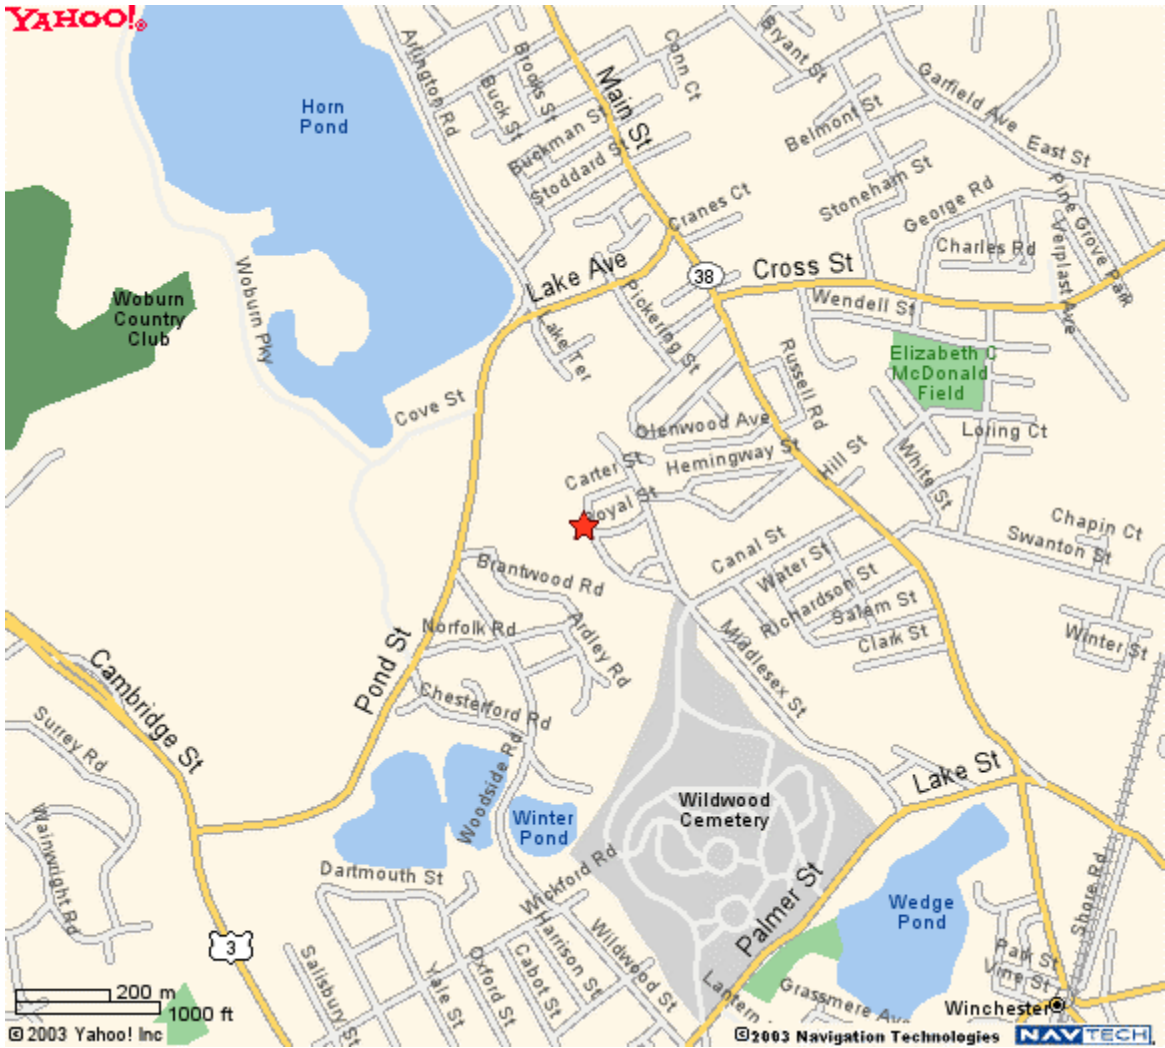 YAHOO!®
Horn
Pond
Arlington Rd
Buck St
Brooks St
Conn Ct
Main St
Bryant St
Garfield Ave
Belmont St
East St
Buckman St
Stoddard St
Stoneham St
George Rd
Pine Grove Park
Cranes Ct
Charles Rd
Verplast Ave
Woburn Pky
Lake Ave
38
Cross St
Woburn
Country
Club
Wendell St
Pickering St
Lake Ter
Russell Rd
Elizabeth C
McDonald
Field
Cove St
Glenwood Ave
Loring Ct
Hemingway St
Hill St
White St
Carter St
Royal St
Chapin Ct
Swanton St
Canal St
Water St
Brantwood Rd
Richardson St
Salem St
Norfolk Rd
Ardley Rd
Middlesex St
Clark St
Winter St
Cambridge St
Pond St
Chesterford Rd
Surrey Rd
Woodside Rd
Lake St
Wainwright Rd
Winter
Pond
Wildwood
Cemetery
Dartmouth St
Wickford Rd
Palmer St
Wedge
Pond
Shore Rd
3
Salisbury St
Yale St
Oxford St
Cabot St
Harrison St
Wildwood St
Park St
Vine St
Lantern
Grassmere Ave
Winchester
200 m
1000 ft
©2003 Yahoo! Inc
©2003 Navigation Technologies
NAVTECH